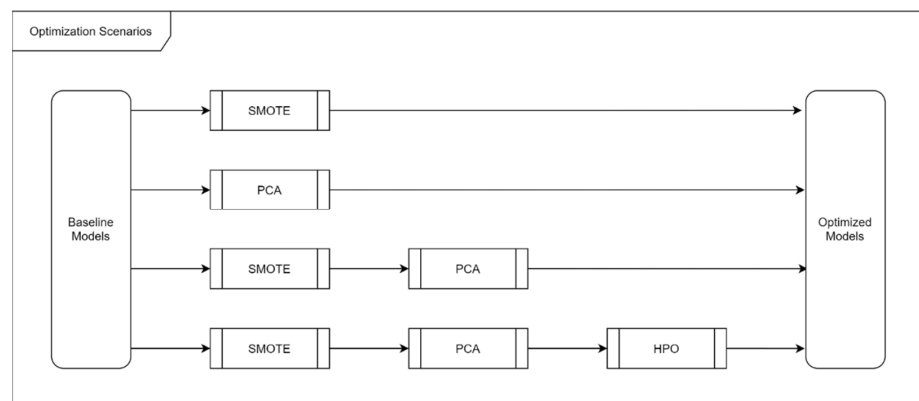 Optimization Scenarios
SMOTE
PCA
Baseline
Models
Optimized
Models
SMOTE
PCA
SMOTE
PCA
HPO